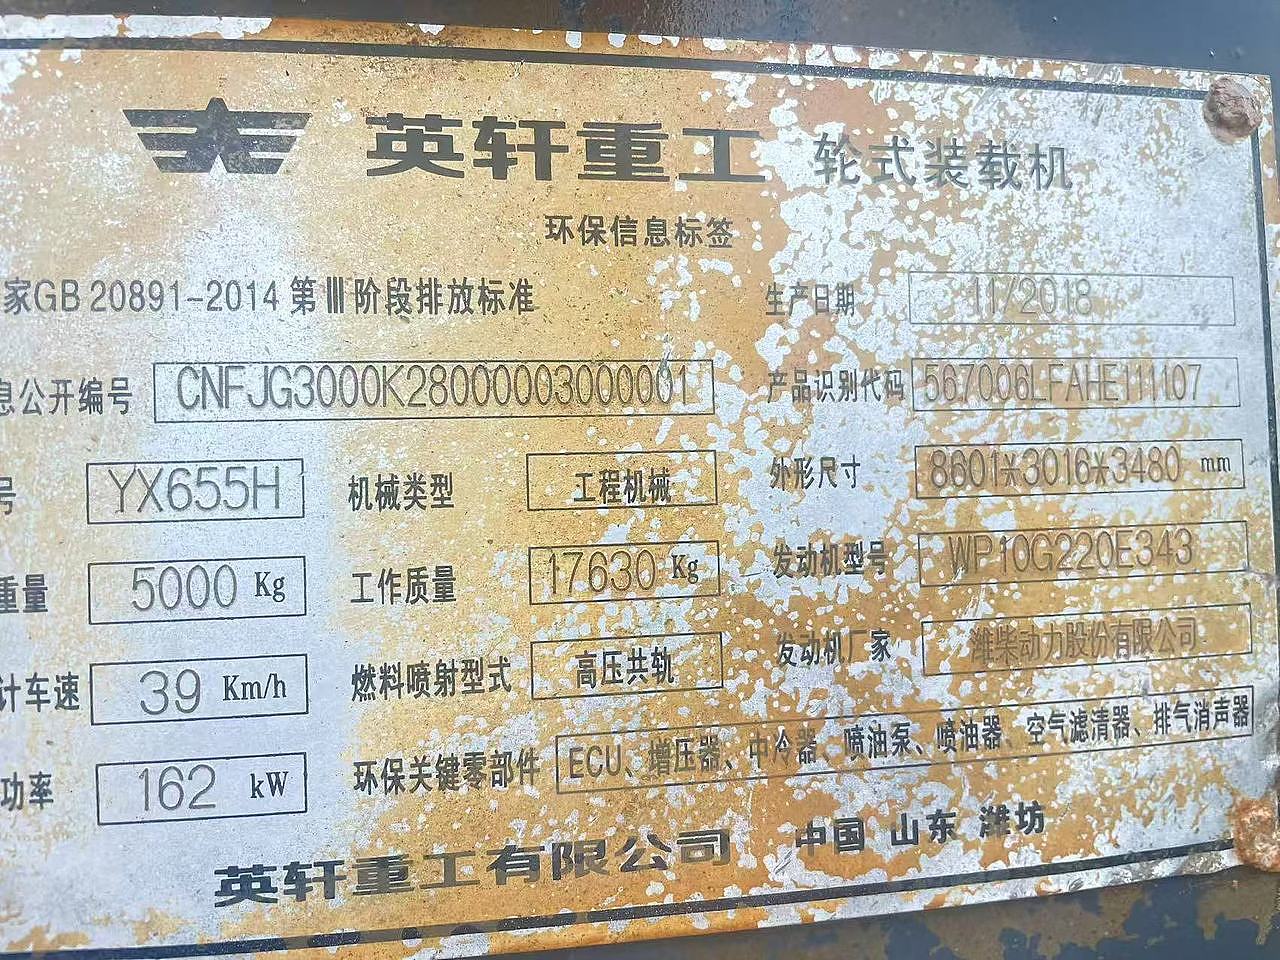 英轩重工 轮式装载机
环保信息标签
家GB 20891-2014 第Ⅲ阶段排放标准 生产日期 11/2018
息公开编号 CNFJG3000K28000003000001 产品识别代码 567006LFAHE111107
号 YX655H 机械类型 工程机械 外形尺寸 8601*3016*3480 mm
重量 5000 Kg 工作质量 17630 Kg 发动机型号 WP10G220E343
计车速 39 Km/h 燃料喷射型式 高压共轨 发动机厂家 潍柴动力股份有限公司
功率 162 kW 环保关键零部件 ECU、增压器、中冷器、喷油泵、喷油器、空气滤清器、排气消声器
英轩重工有限公司 中国 山东 潍坊